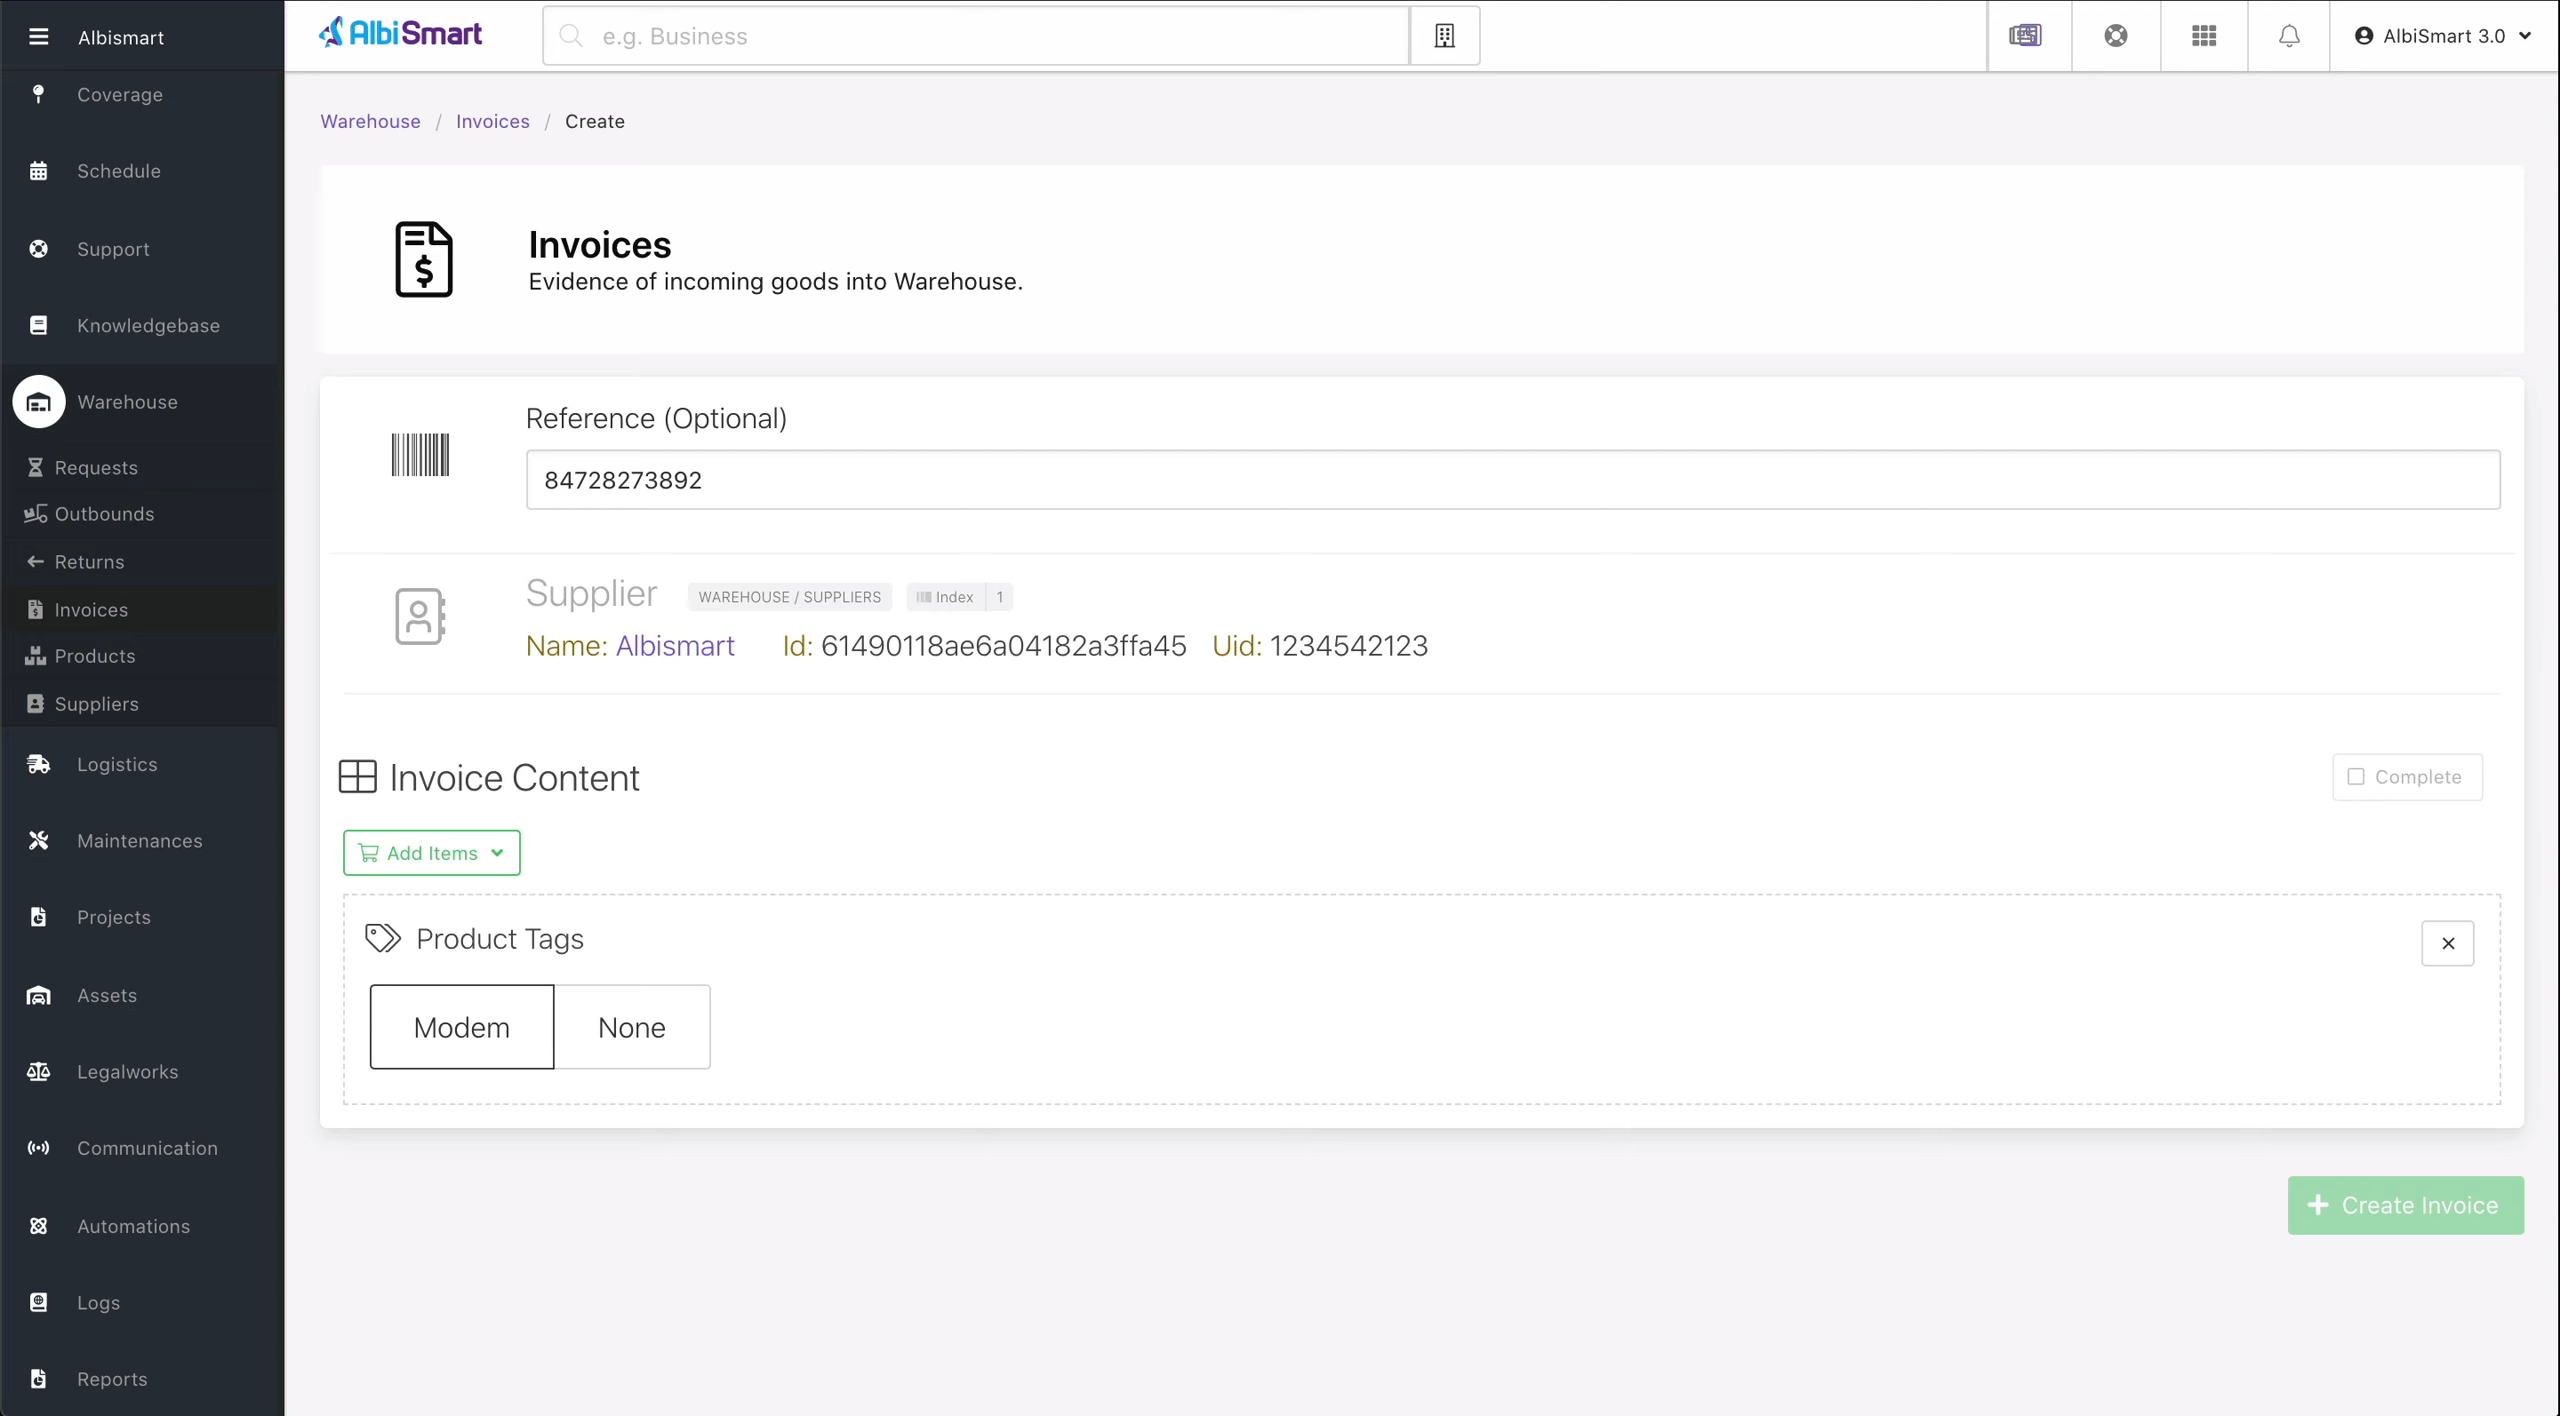 Albismart
AlbiSmart
e.g. Business
AlbiSmart 3.0
Coverage
Schedule
Support
Knowledgebase
Warehouse
Requests
Outbounds
Returns
Invoices
Products
Suppliers
Logistics
Maintenances
Projects
Assets
Legalworks
Communication
Automations
Logs
Reports
Warehouse / Invoices / Create
Invoices
Evidence of incoming goods into Warehouse.
Reference (Optional)
84728273892
Supplier WAREHOUSE / SUPPLIERS Index 1
Name: Albismart Id: 61490118ae6a04182a3ffa45 Uid: 1234542123
Invoice Content
Complete
Add Items
Product Tags
Modem None
Create Invoice